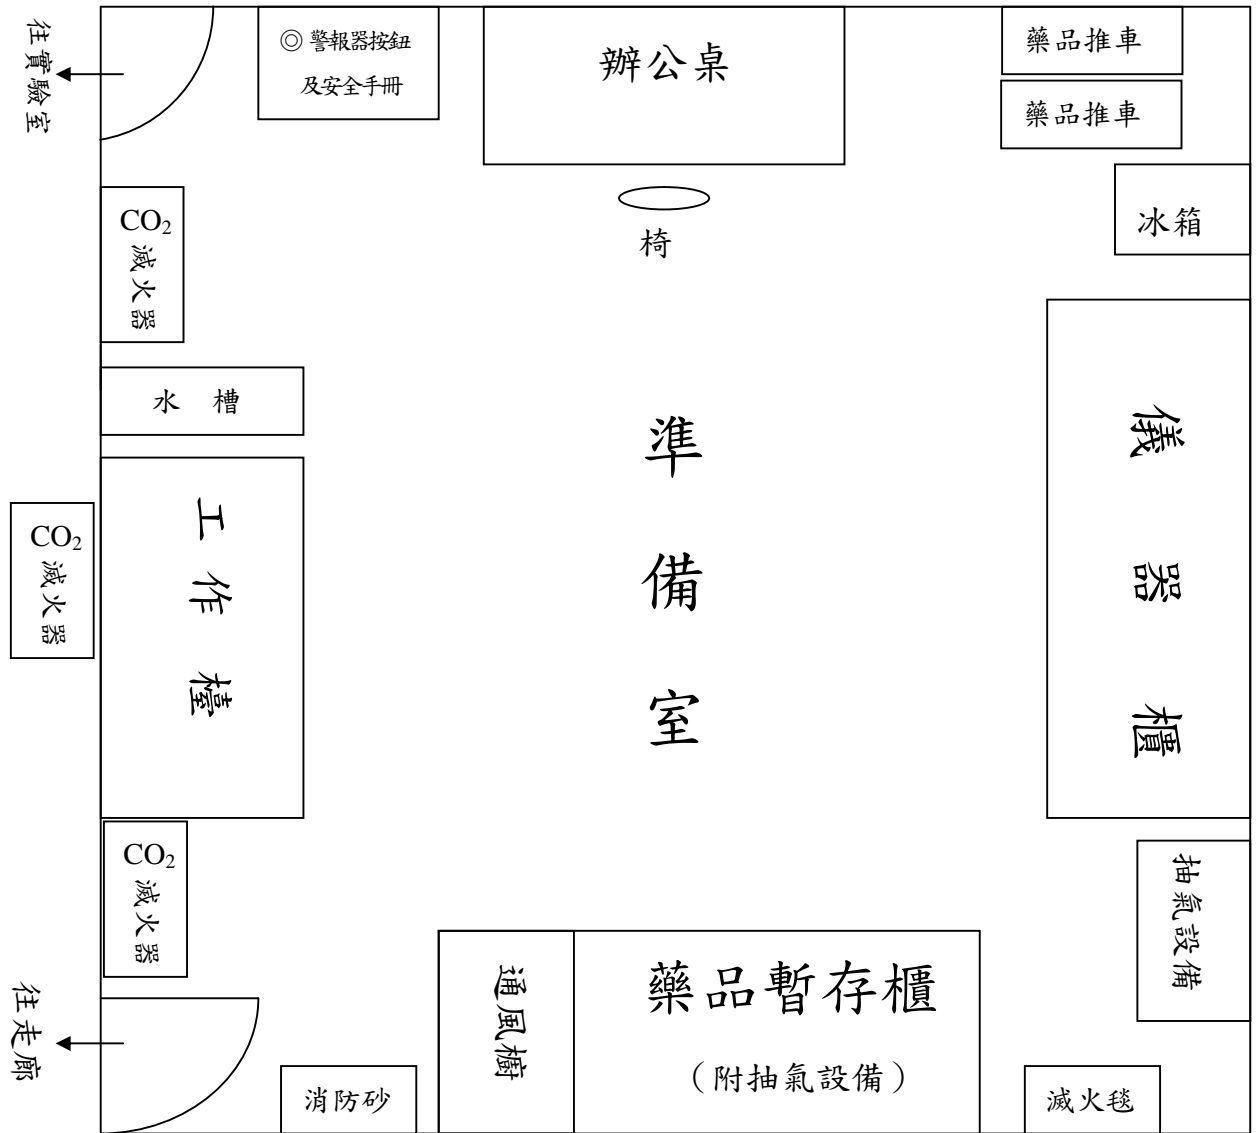 往實驗室
◎ 警報器按鈕
及安全手冊
辦公桌
藥品推車
藥品推車
椅
冰箱
CO₂
滅火器
水 槽
CO₂
滅火器
工作檯
準備室
儀器櫃
CO₂
滅火器
抽氣設備
往走廊
消防砂
通風櫥
藥品暫存櫃
（附抽氣設備）
滅火毯